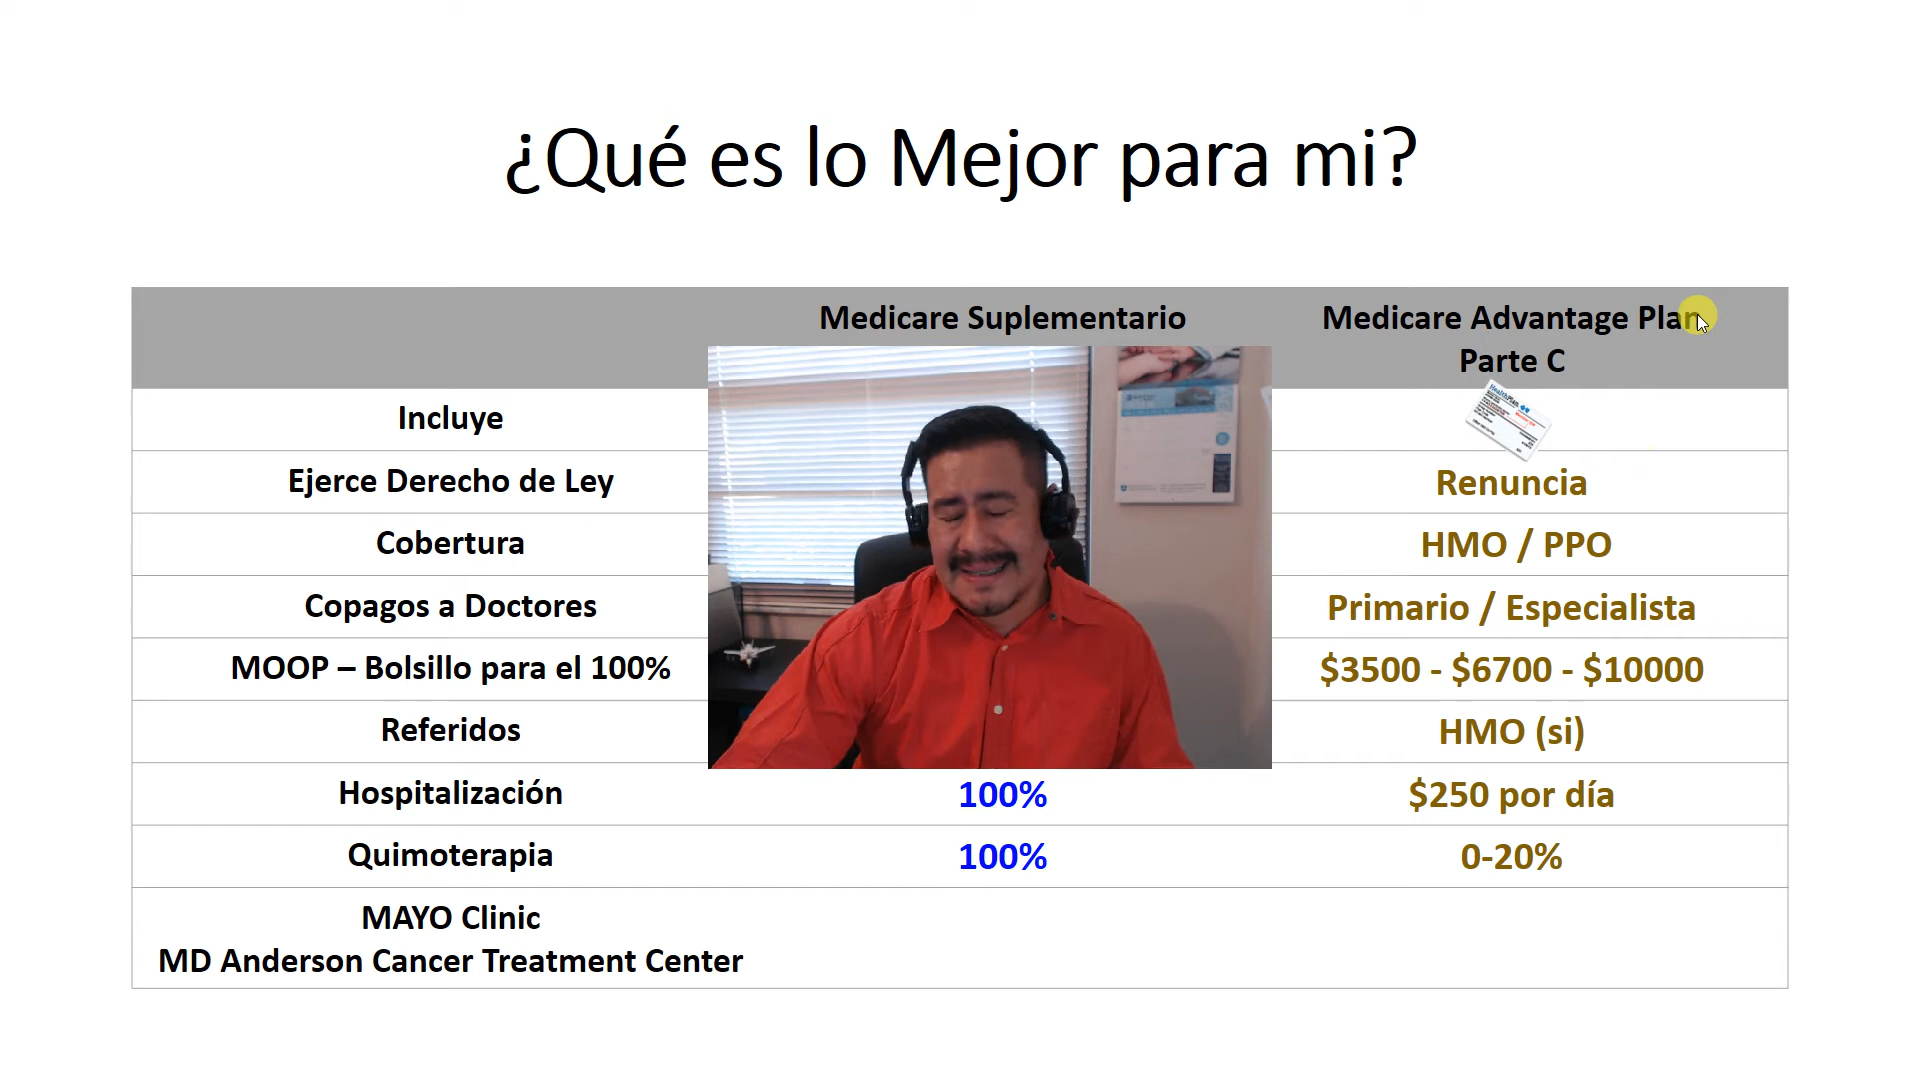 ¿Qué es lo Mejor para mi?
Medicare Suplementario
Medicare Advantage Plan
Parte C
Incluye
HealthPlan
Ejerce Derecho de Ley
Renuncia
Cobertura
HMO / PPO
Copagos a Doctores
Primario / Especialista
MOOP – Bolsillo para el 100%
$3500 - $6700 - $10000
Referidos
HMO (si)
Hospitalización
100%
$250 por día
Quimoterapia
100%
0-20%
MAYO Clinic
MD Anderson Cancer Treatment Center